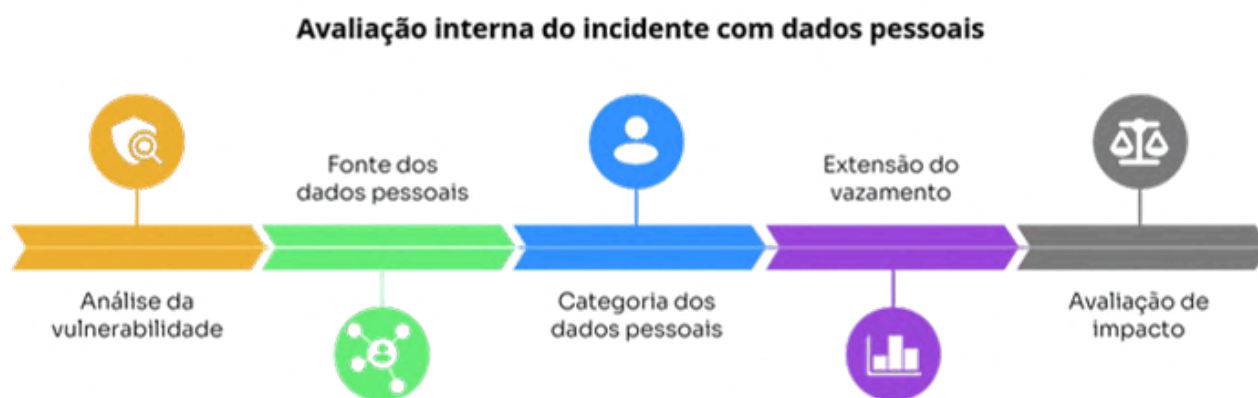 Avaliação interna do incidente com dados pessoais
Análise da
vulnerabilidade
Fonte dos
dados pessoais
Categoria dos
dados pessoais
Extensão do
vazamento
Avaliação de
impacto